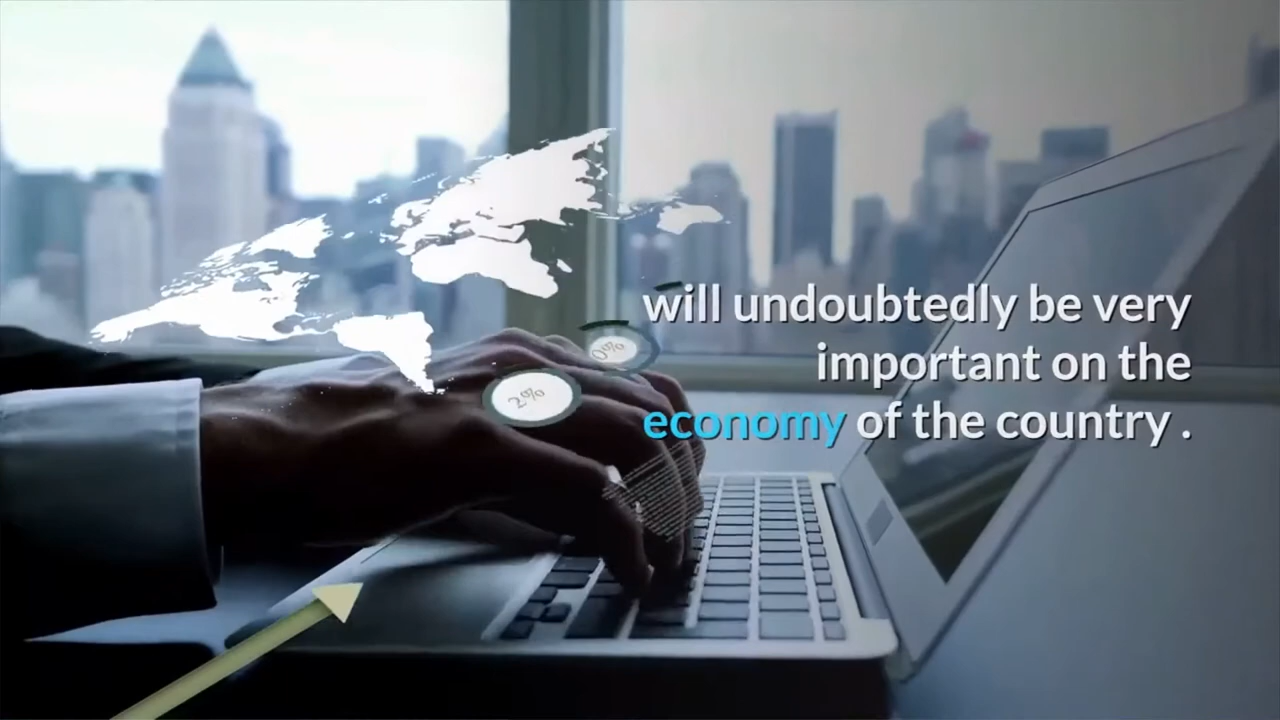 will undoubtedly be very
important on the
economy of the country .
0%
2%